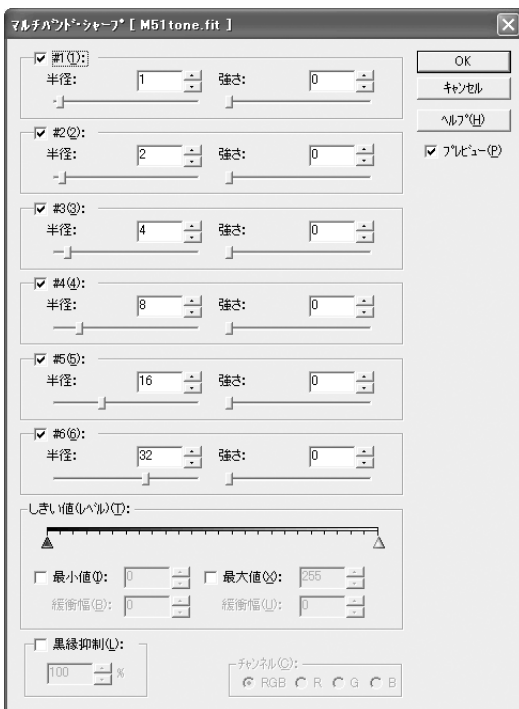 ﾏﾙﾁﾊﾞﾝﾄﾞ･ｼｬｰﾌﾟ [ M51tone.fit ]
#1(1):
半径: 1 強さ: 0
#2(2):
半径: 2 強さ: 0
#3(3):
半径: 4 強さ: 0
#4(4):
半径: 8 強さ: 0
#5(5):
半径: 16 強さ: 0
#6(6):
半径: 32 強さ: 0
しきい値(ﾚﾍﾞﾙ)(T):
最小値(I): 0 最大値(X): 255
緩衝幅(B): 0 緩衝幅(U): 0
黒縁抑制(L):
100 %
ﾁｬﾝﾈﾙ(C):
RGB R G B
OK
ｷｬﾝｾﾙ
ﾍﾙﾌﾟ(H)
ﾌﾟﾚﾋﾞｭｰ(P)